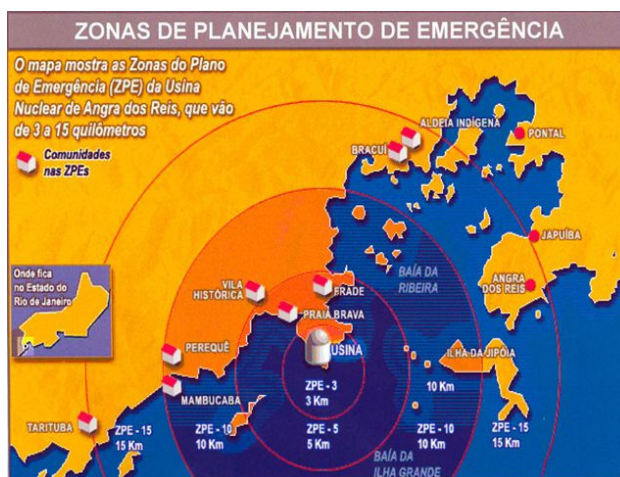 ZONAS DE PLANEJAMENTO DE EMERGÊNCIA
O mapa mostra as Zonas do Plano
de Emergência (ZPE) da Usina
Nuclear de Angra dos Reis, que vão
de 3 a 15 quilômetros
Comunidades
nas ZPEs
ALDEIA INDÍGENA
PONTAL
BRACUÍ
JAPUÍBA
Onde fica
no Estado do
Rio de Janeiro
BAÍA DA
RIBEIRA
ANGRA
DOS REIS
VILA
HISTÓRICA
FRADE
PRAIA BRAVA
PEREQUÊ
USINA
ILHA DA JIPÓIA
MAMBUCABA
ZPE - 3
3 Km
10 Km
TARITUBA
ZPE - 15
15 Km
ZPE - 10
10 Km
ZPE - 5
5 Km
ZPE - 10
10 Km
ZPE - 15
15 Km
BAÍA DA
ILHA GRANDE